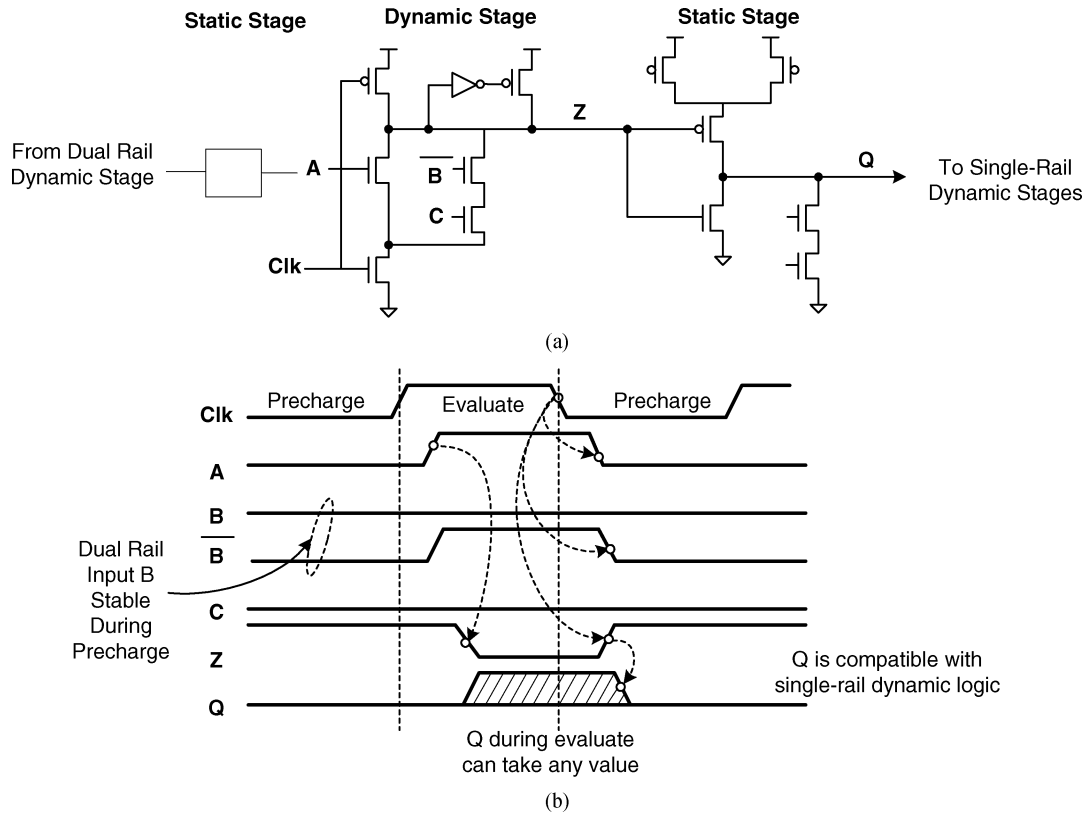 Static Stage
Dynamic Stage
Static Stage
From Dual Rail
Dynamic Stage
A
B
C
Clk
Z
Q
To Single-Rail
Dynamic Stages
(a)
Clk
Precharge
Evaluate
Precharge
A
B
B
Dual Rail
Input B
Stable
During
Precharge
C
Z
Q
Q is compatible with
single-rail dynamic logic
Q during evaluate
can take any value
(b)